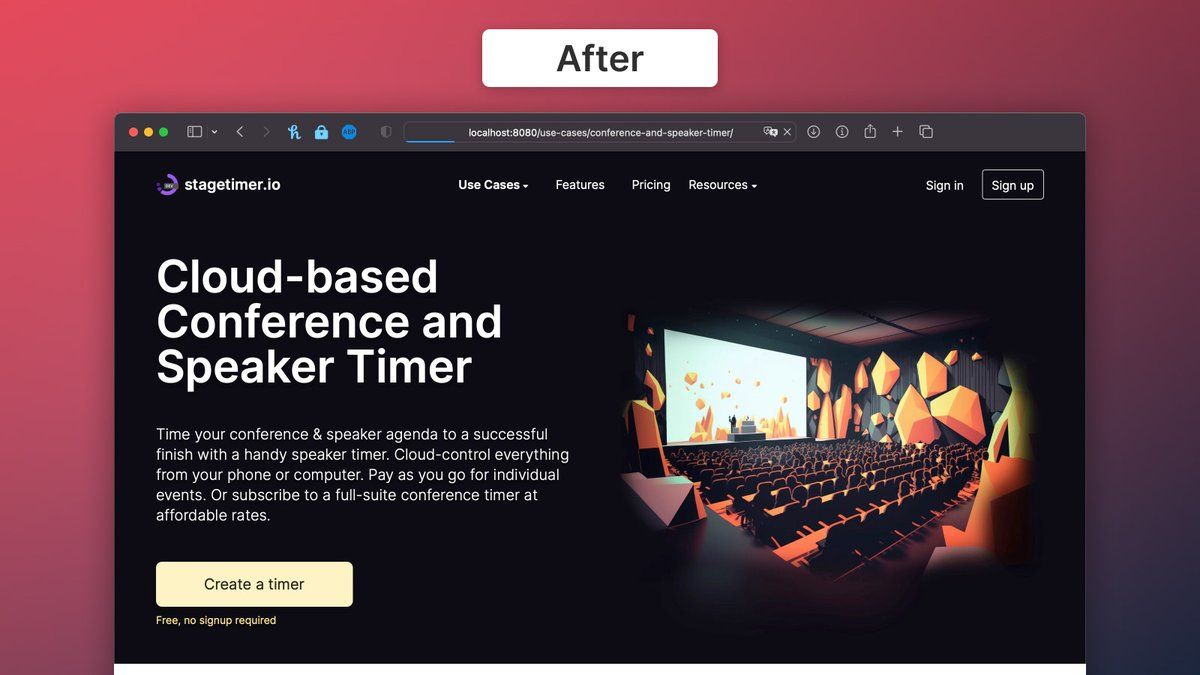 After
ABP
localhost:8080/use-cases/conference-and-speaker-timer/
DEV
stagetimer.io
Use Cases
Features
Pricing
Resources
Sign in
Sign up
Cloud-based
Conference and
Speaker Timer
Time your conference & speaker agenda to a successful
finish with a handy speaker timer. Cloud-control everything
from your phone or computer. Pay as you go for individual
events. Or subscribe to a full-suite conference timer at
affordable rates.
Create a timer
Free, no signup required